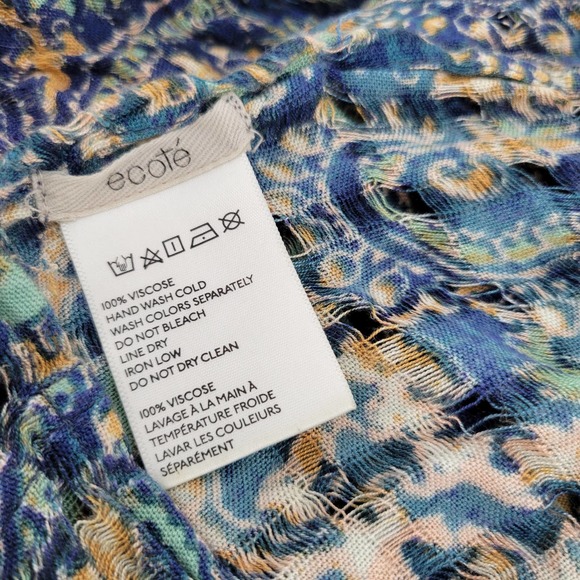 ecoté
100% VISCOSE
HAND WASH COLD
WASH COLORS SEPARATELY
DO NOT BLEACH
LINE DRY
IRON LOW
DO NOT DRY CLEAN
100% VISCOSE
LAVAGE À LA MAIN À
TEMPÉRATURE FROIDE
LAVAR LES COULEURS
SÉPARÉMENT